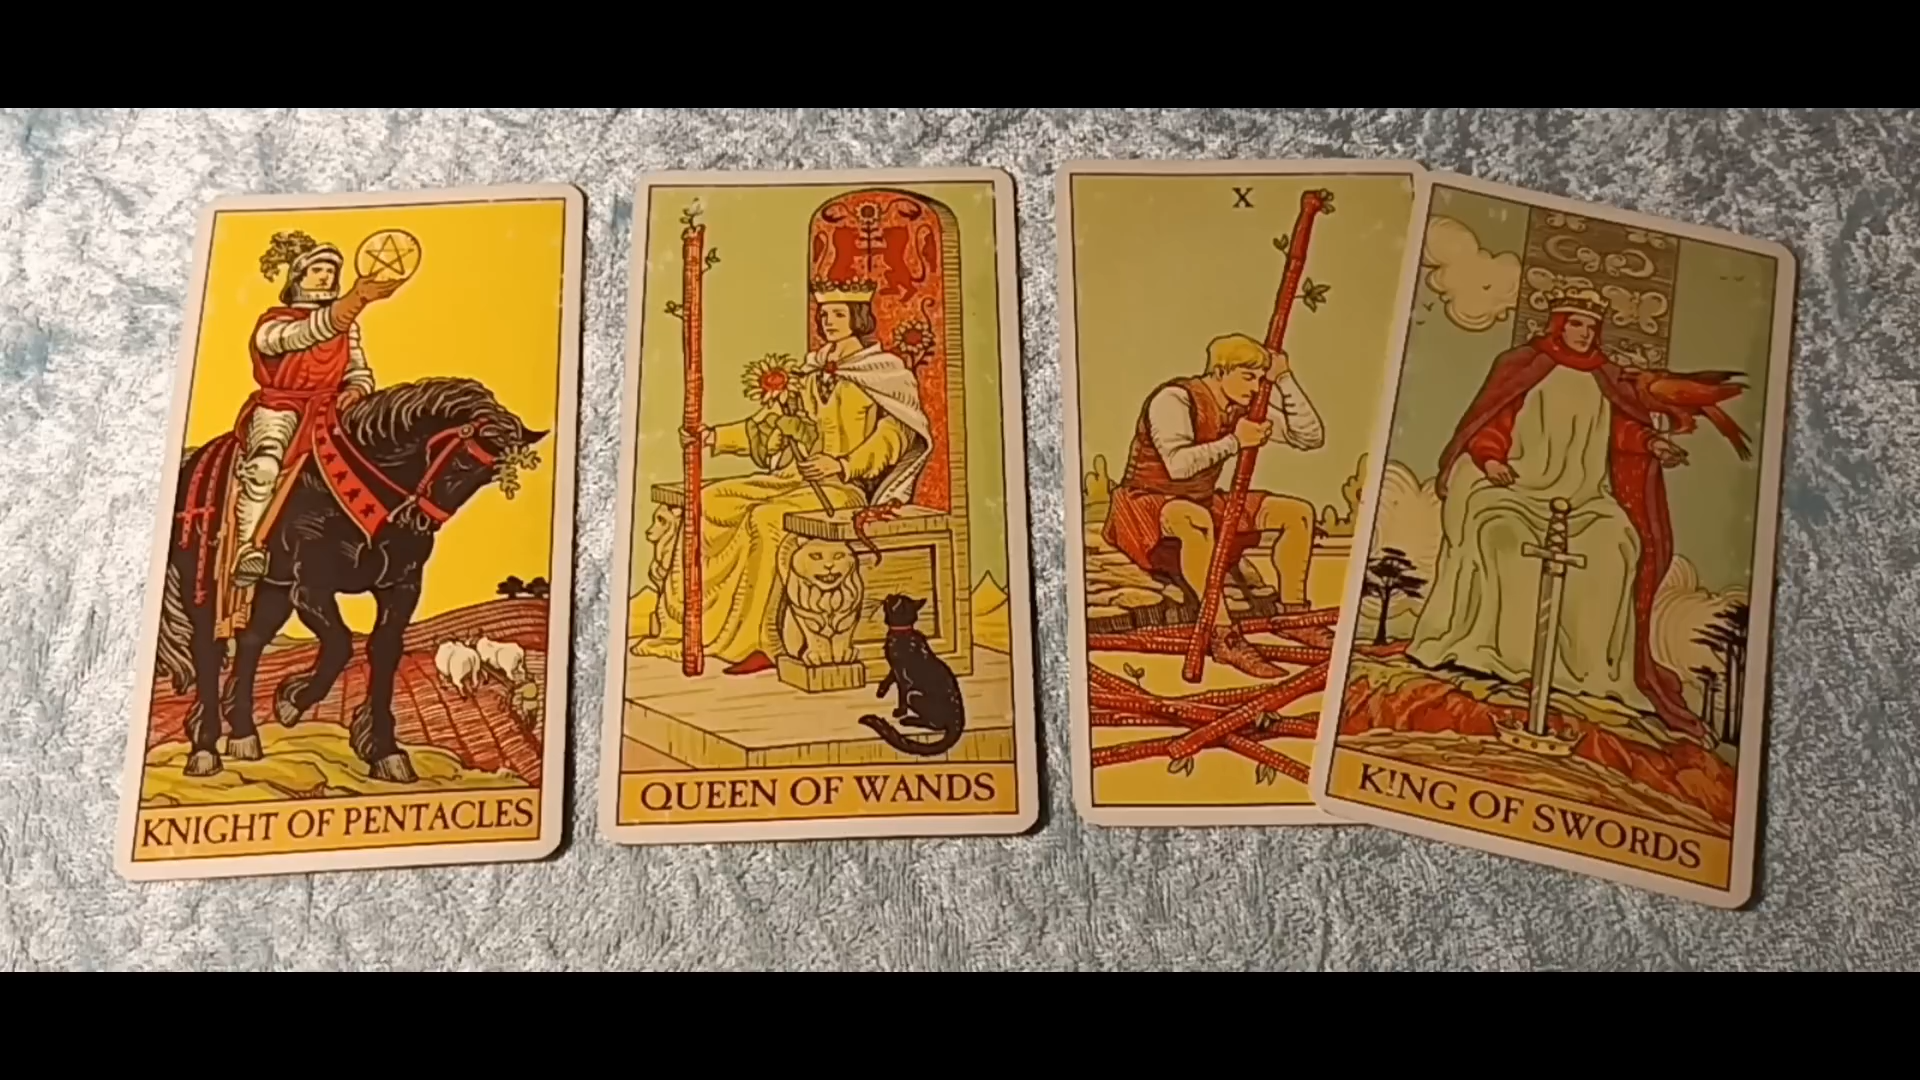 KNIGHT OF PENTACLES
QUEEN OF WANDS
X
K!NG OF SWORDS